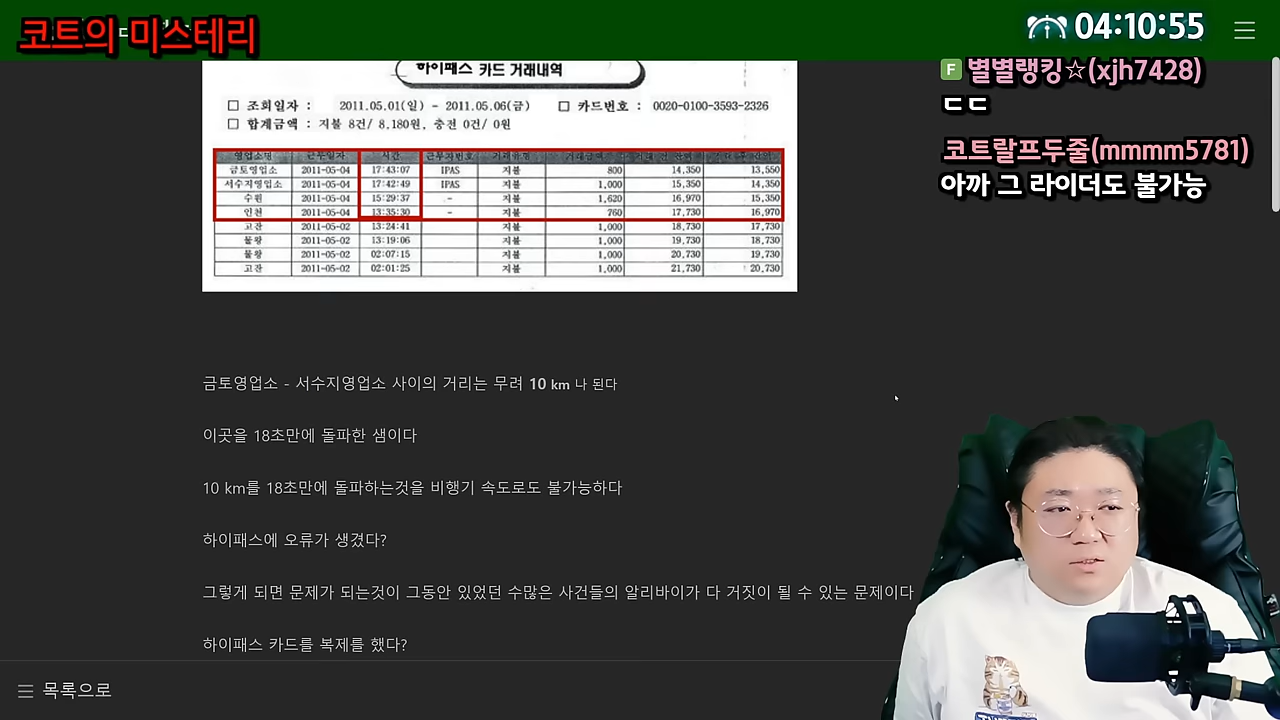 코트의 미스테리
04:10:55
별별랭킹☆(xjh7428)
ㄷㄷ
코트랄프두줄(mmmm5781)
아까 그 라이더도 불가능
하이패스 카드 거래내역
□ 조회일자 : 2011.05.01(일) - 2011.05.06(금) □ 카드번호 : 0020-0100-3593-2326
□ 합계금액 : 지불 8건/ 8,180원, 충전 0건/ 0원
영업소명 근무일자 시간 근무자번호 거래유형
금토영업소 2011-05-04 17:43:07 IPAS 지불 800 14,350 13,550
서수지영업소 2011-05-04 17:42:49 IPAS 지불 1,000 15,350 14,350
수원 2011-05-04 15:29:37 - 지불 1,620 16,970 15,350
인천 2011-05-04 13:35:30 - 지불 760 17,730 16,970
고잔 2011-05-02 13:24:41 지불 1,000 18,730 17,730
물왕 2011-05-02 13:19:06 지불 1,000 19,730 18,730
물왕 2011-05-02 02:07:15 지불 1,000 20,730 19,730
고잔 2011-05-02 02:01:25 지불 1,000 21,730 20,730
금토영업소 - 서수지영업소 사이의 거리는 무려 10 km 나 된다
이곳을 18초만에 돌파한 샘이다
10 km를 18초만에 돌파하는것을 비행기 속도로도 불가능하다
하이패스에 오류가 생겼다?
그렇게 되면 문제가 되는것이 그동안 있었던 수많은 사건들의 알리바이가 다 거짓이 될 수 있는 문제이다
하이패스 카드를 복제를 했다?
목록으로